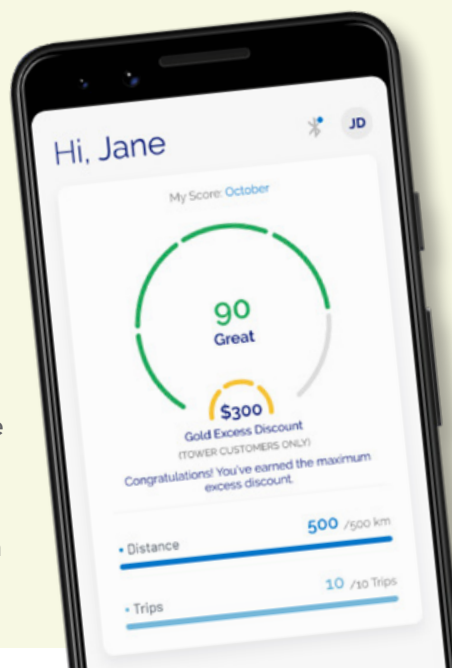 Hi, Jane
JD
My Score: October
90
Great
$300
Gold Excess Discount
(TOWER CUSTOMERS ONLY)
Congratulations! You've earned the maximum
excess discount.
• Distance
500 /500 km
• Trips
10 /10 Trips